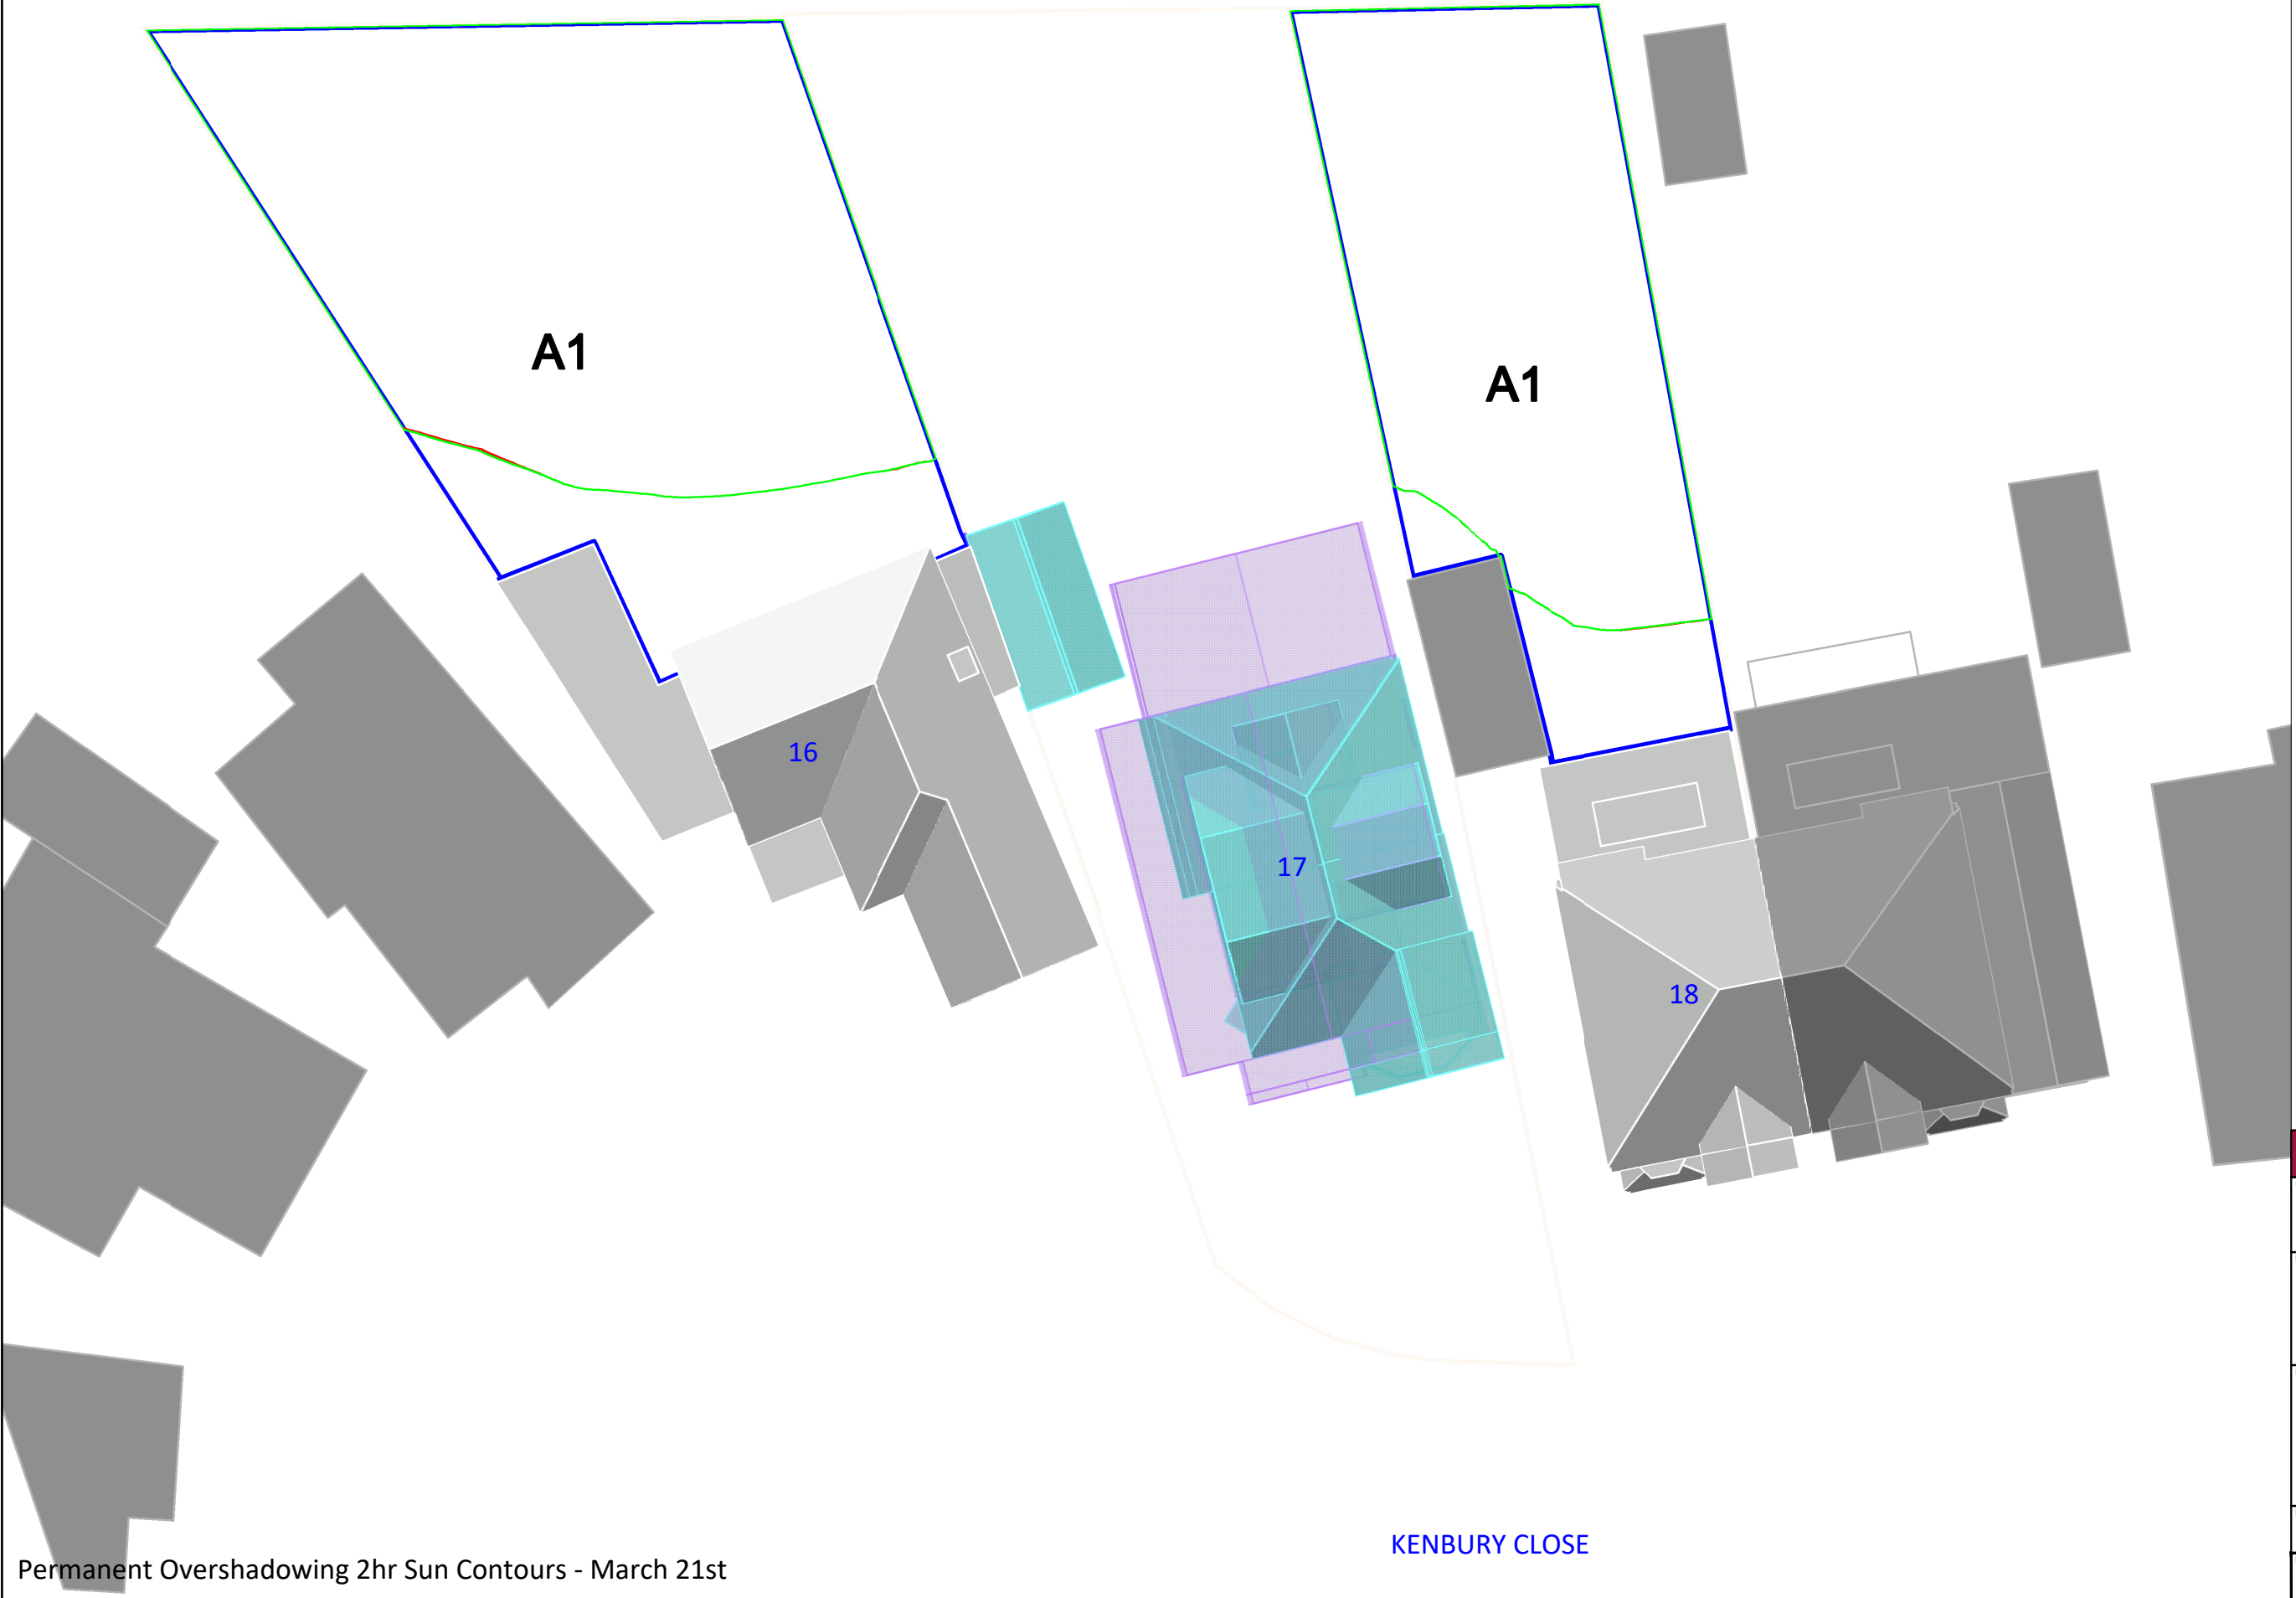 A1
A1
16
17
18
KENBURY CLOSE
Permanent Overshadowing 2hr Sun Contours - March 21st